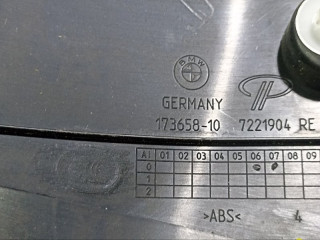 BMW
GERMANY
173658-10 7221904 RE
AI 01 02 03 04 05 06 07 08 09
0
1
2
>ABS< 4